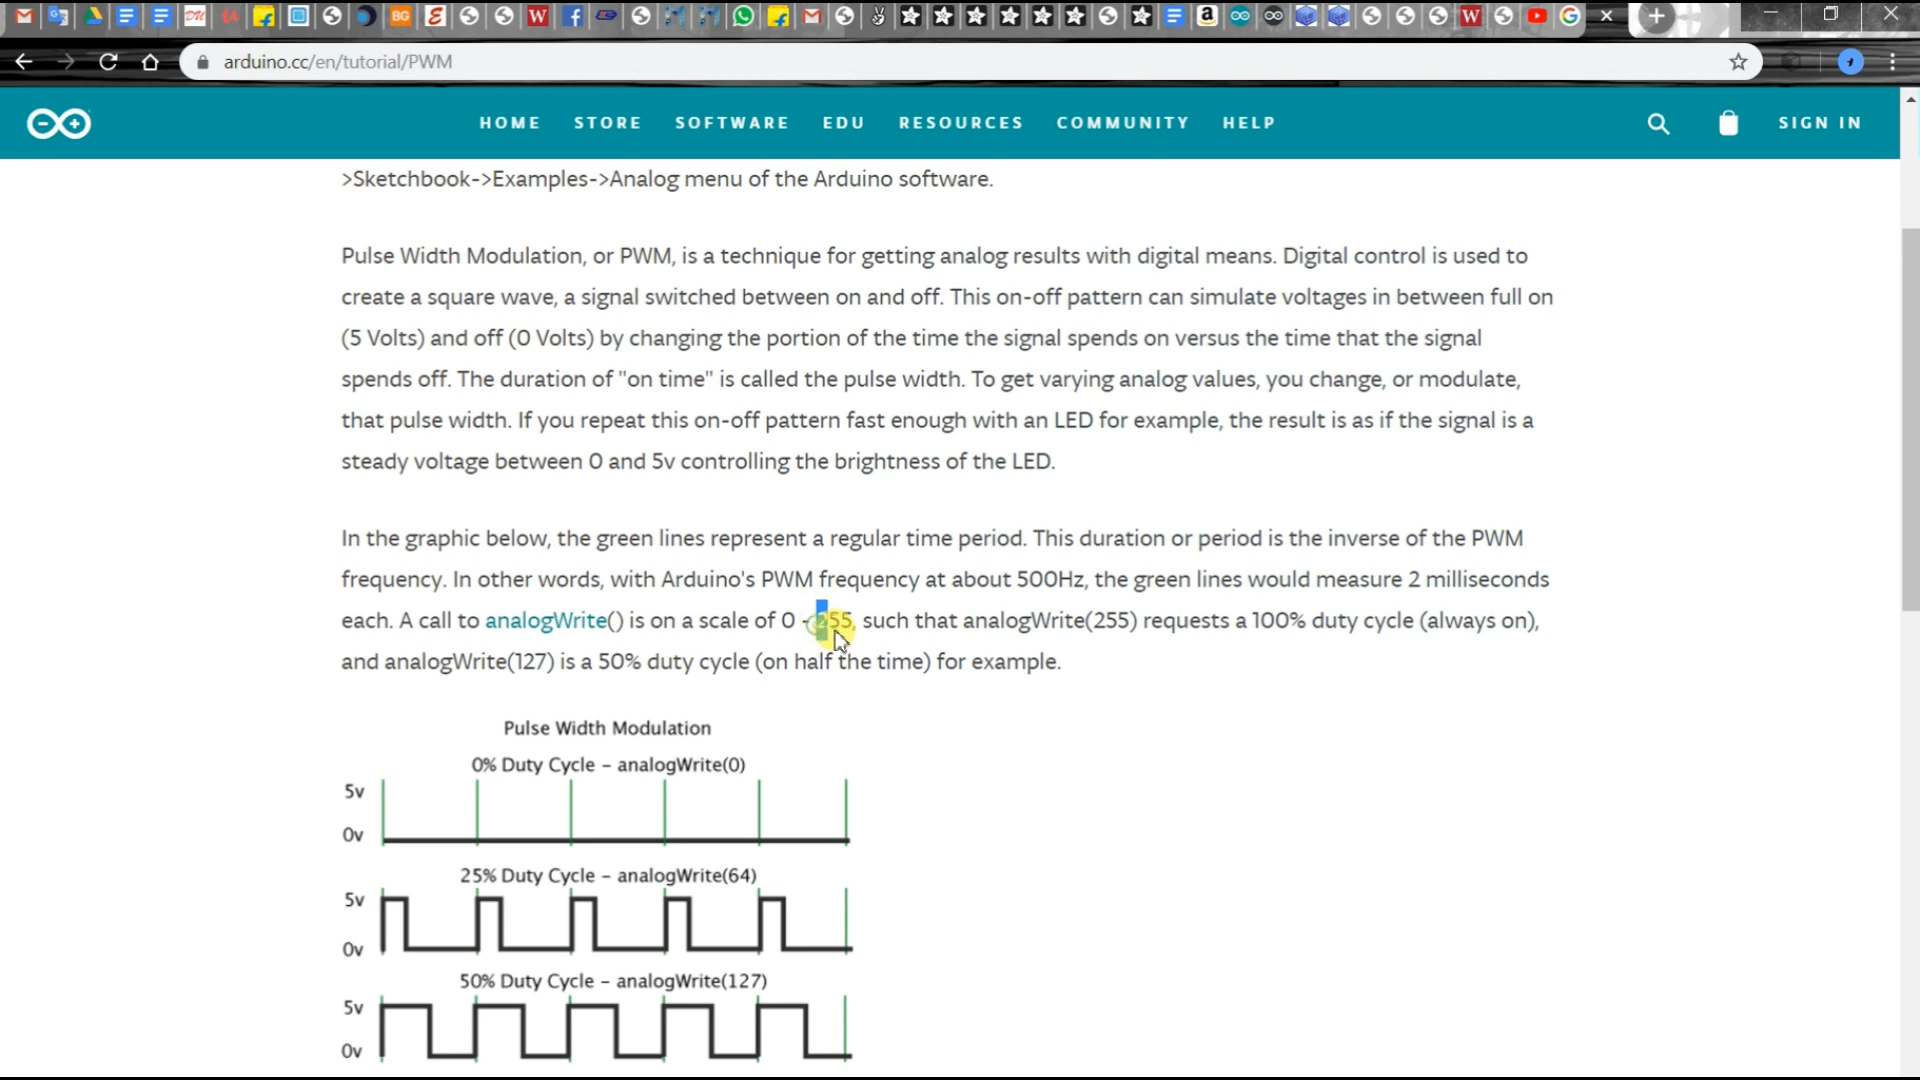 arduino.cc/en/tutorial/PWM
HOME STORE SOFTWARE EDU RESOURCES COMMUNITY HELP SIGN IN
>Sketchbook->Examples->Analog menu of the Arduino software.
Pulse Width Modulation, or PWM, is a technique for getting analog results with digital means. Digital control is used to
create a square wave, a signal switched between on and off. This on-off pattern can simulate voltages in between full on
(5 Volts) and off (0 Volts) by changing the portion of the time the signal spends on versus the time that the signal
spends off. The duration of "on time" is called the pulse width. To get varying analog values, you change, or modulate,
that pulse width. If you repeat this on-off pattern fast enough with an LED for example, the result is as if the signal is a
steady voltage between 0 and 5v controlling the brightness of the LED.
In the graphic below, the green lines represent a regular time period. This duration or period is the inverse of the PWM
frequency. In other words, with Arduino's PWM frequency at about 500Hz, the green lines would measure 2 milliseconds
each. A call to analogWrite() is on a scale of 0 - 255, such that analogWrite(255) requests a 100% duty cycle (always on),
and analogWrite(127) is a 50% duty cycle (on half the time) for example.
Pulse Width Modulation
0% Duty Cycle – analogWrite(0)
5v
0v
25% Duty Cycle – analogWrite(64)
5v
0v
50% Duty Cycle – analogWrite(127)
5v
0v